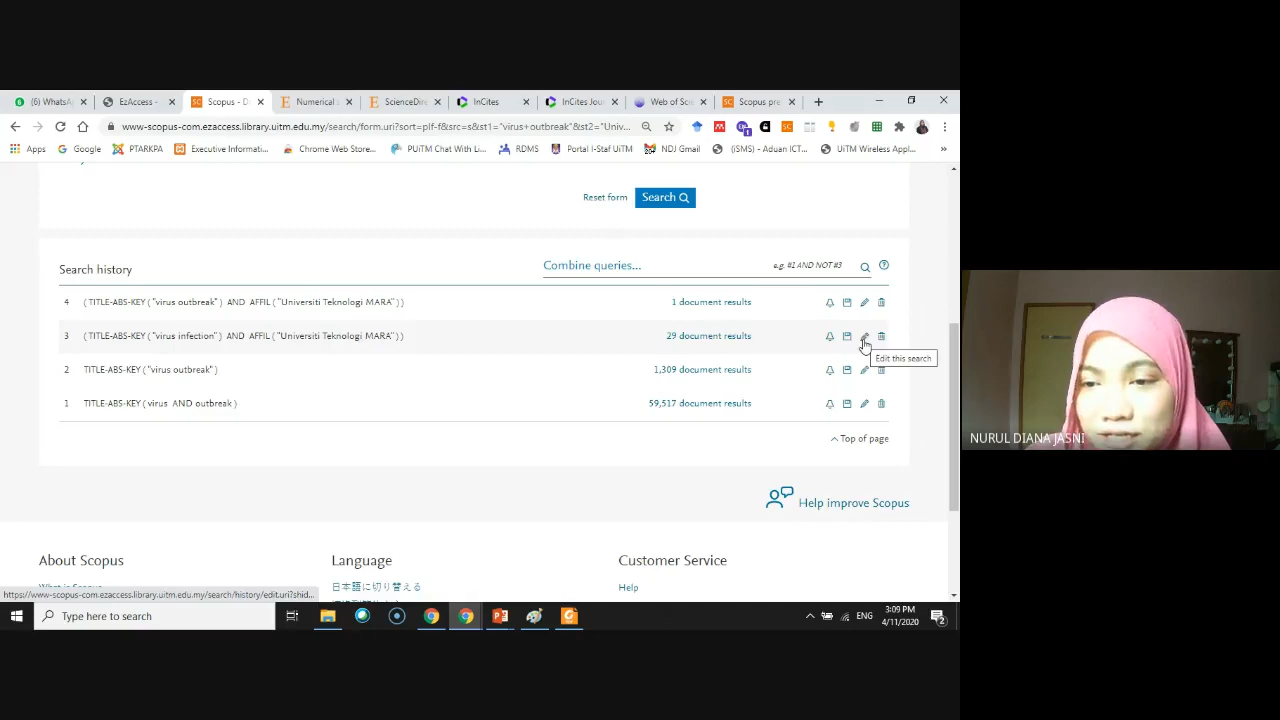 (6) WhatsA
EzAccess -
Scopus - D
Numerical
ScienceDire
InCites
InCites Jou
Web of Scie
Scopus pre
www-scopus-com.ezaccess.library.uitm.edu.my/search/form.uri?sort=plf-f&src=s&st1="virus+outbreak"&st2="Univ...
Apps
Google
PTARKPA
Executive Informati...
Chrome Web Store...
PUiTM Chat With Li...
RDMS
Portal I-Staf UiTM
NDJ Gmail
(iSMS) - Aduan ICT...
UiTM Wireless Appl...
Reset form
Search
Search history
Combine queries...
e.g. #1 AND NOT #3
4 ( TITLE-ABS-KEY ( "virus outbreak" ) AND AFFIL ( "Universiti Teknologi MARA" ) )
1 document results
3 ( TITLE-ABS-KEY ( "virus infection" ) AND AFFIL ( "Universiti Teknologi MARA" ) )
29 document results
Edit this search
2 TITLE-ABS-KEY ( "virus outbreak" )
1,309 document results
1 TITLE-ABS-KEY ( virus AND outbreak )
59,517 document results
Top of page
Help improve Scopus
About Scopus
Language
Customer Service
What is Scopus
日本語に切り替える
Help
https://www-scopus-com.ezaccess.library.uitm.edu.my/search/history/edit.uri?shid...
Type here to search
ENG
3:09 PM
4/11/2020
2
NURUL DIANA JASNI